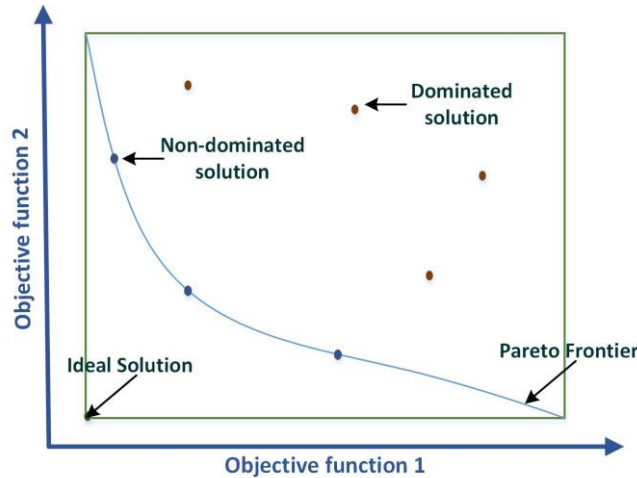 Dominated
solution
Non-dominated
solution
Objective function 2
Ideal Solution
Pareto Frontier
Objective function 1